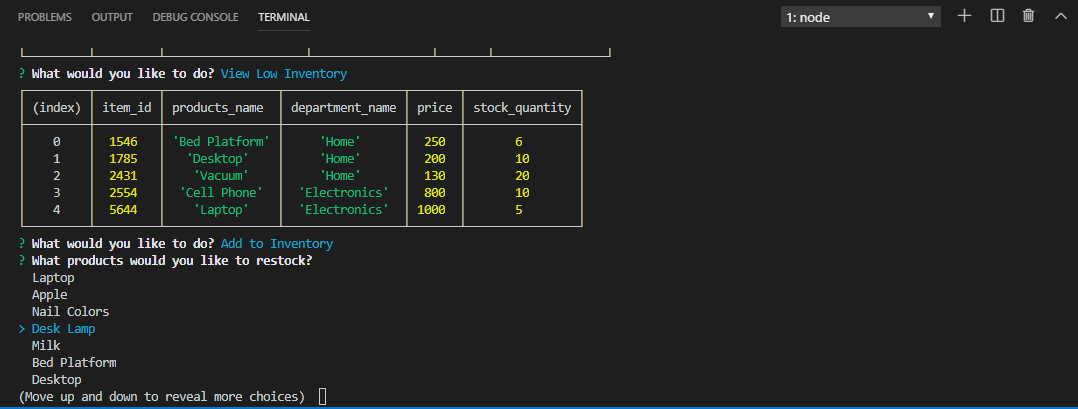 PROBLEMS OUTPUT DEBUG CONSOLE TERMINAL 1: node
? What would you like to do? View Low Inventory
(index) item_id products_name department_name price stock_quantity
0 1546 'Bed Platform' 'Home' 250 6
1 1785 'Desktop' 'Home' 200 10
2 2431 'Vacuum' 'Home' 130 20
3 2554 'Cell Phone' 'Electronics' 800 10
4 5644 'Laptop' 'Electronics' 1000 5
? What would you like to do? Add to Inventory
? What products would you like to restock?
Laptop
Apple
Nail Colors
> Desk Lamp
Milk
Bed Platform
Desktop
(Move up and down to reveal more choices)